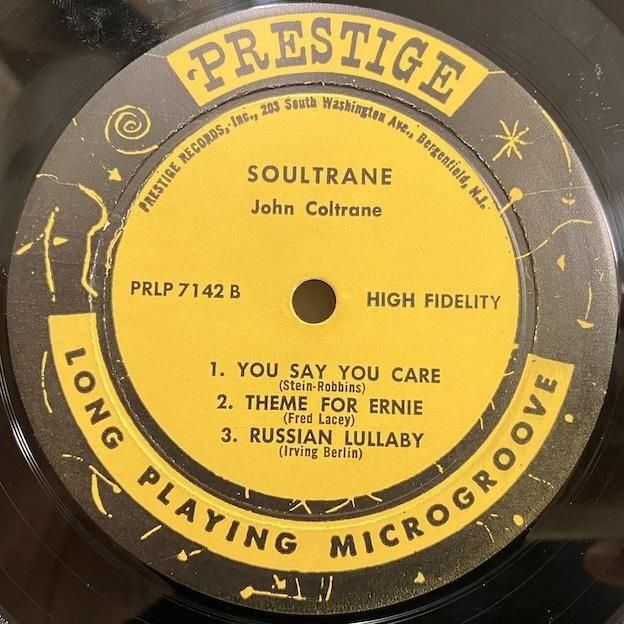 PRESTIGE
PRESTIGE RECORDS, Inc., 203 South Washington Ave., Bergenfield, N.J.
SOULTRANE
John Coltrane
PRLP 7142 B
HIGH FIDELITY
1. YOU SAY YOU CARE
(Stein-Robbins)
2. THEME FOR ERNIE
(Fred Lacey)
3. RUSSIAN LULLABY
(Irving Berlin)
LONG PLAYING MICROGROOVE